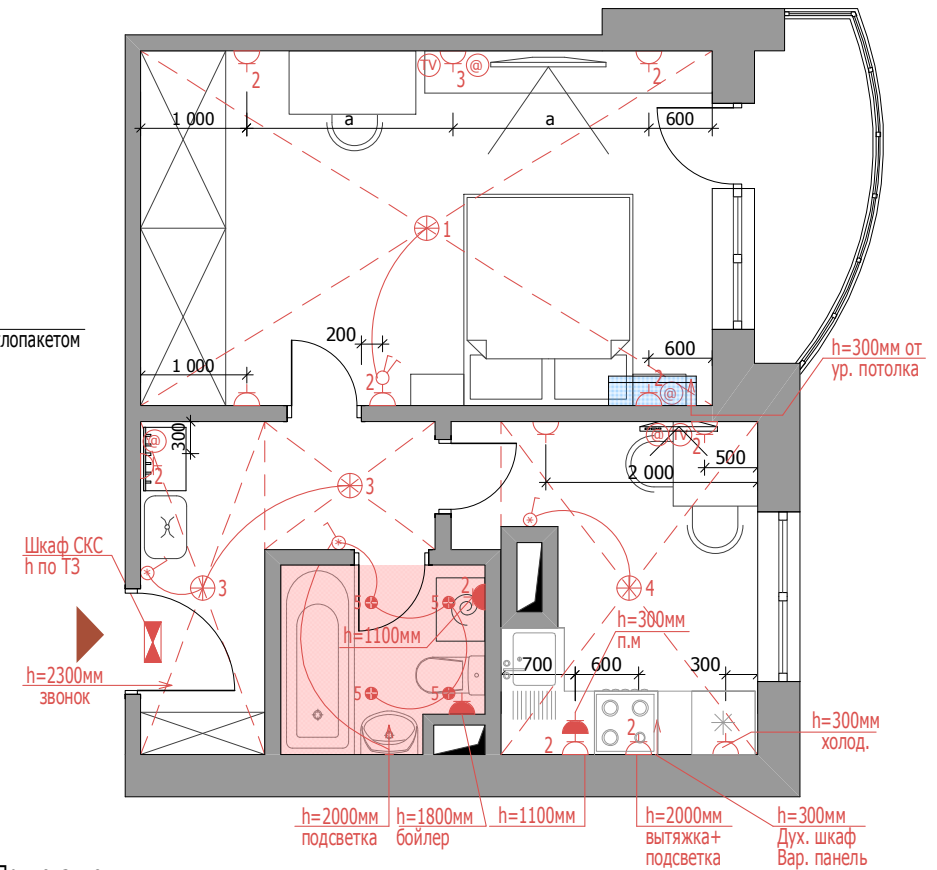 TV @
2 3 2
1 000 a a 600
1
лопакетом
200
1 000
600
2
2
@
h=300мм от
ур. потолка
@
2
300
@ TV
2
500
2 000
3
Шкаф СКС
h по ТЗ
3
4
2
5 5
h=1100мм
h=300мм
п.м
h=2300мм
звонок
700 600 300
5 5
h=300мм
холод.
2 2
h=2000мм
подсветка
h=1800мм
бойлер
h=1100мм
h=2000мм
вытяжка+
подсветка
h=300мм
Дух. шкаф
Вар. панель